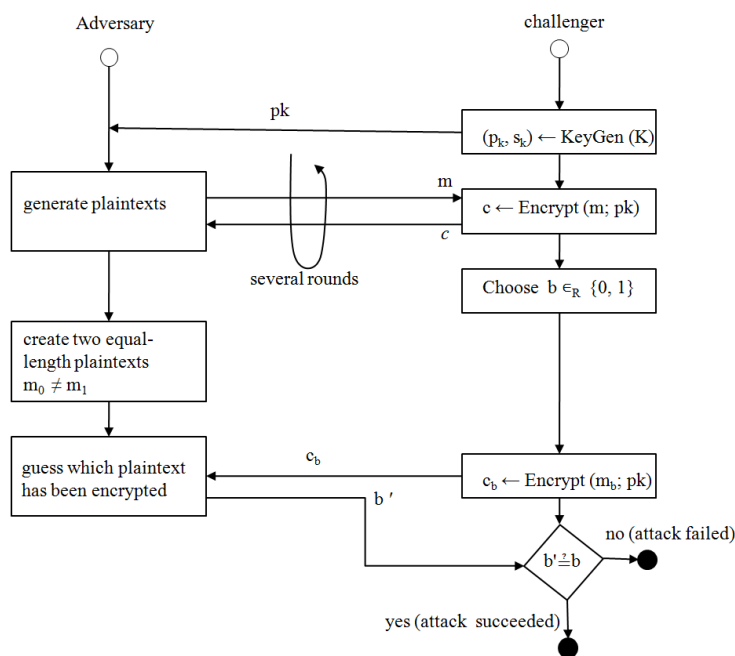 Adversary
challenger
pk
(pk, sk) ← KeyGen (K)
generate plaintexts
m
c ← Encrypt (m; pk)
c
several rounds
Choose b ∈R {0, 1}
create two equal-
length plaintexts
m0 ≠ m1
guess which plaintext
has been encrypted
cb
cb ← Encrypt (mb; pk)
b '
no (attack failed)
b' ≟ b
yes (attack succeeded)